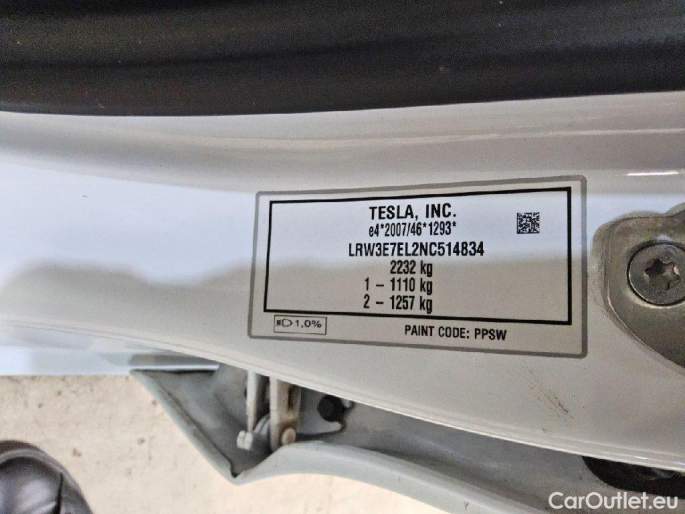 TESLA, INC.
e4*2007/46*1293*
LRW3E7EL2NC514834
2232 kg
1 – 1110 kg
2 – 1257 kg
1,0%
PAINT CODE: PPSW
CarOutlet.eu